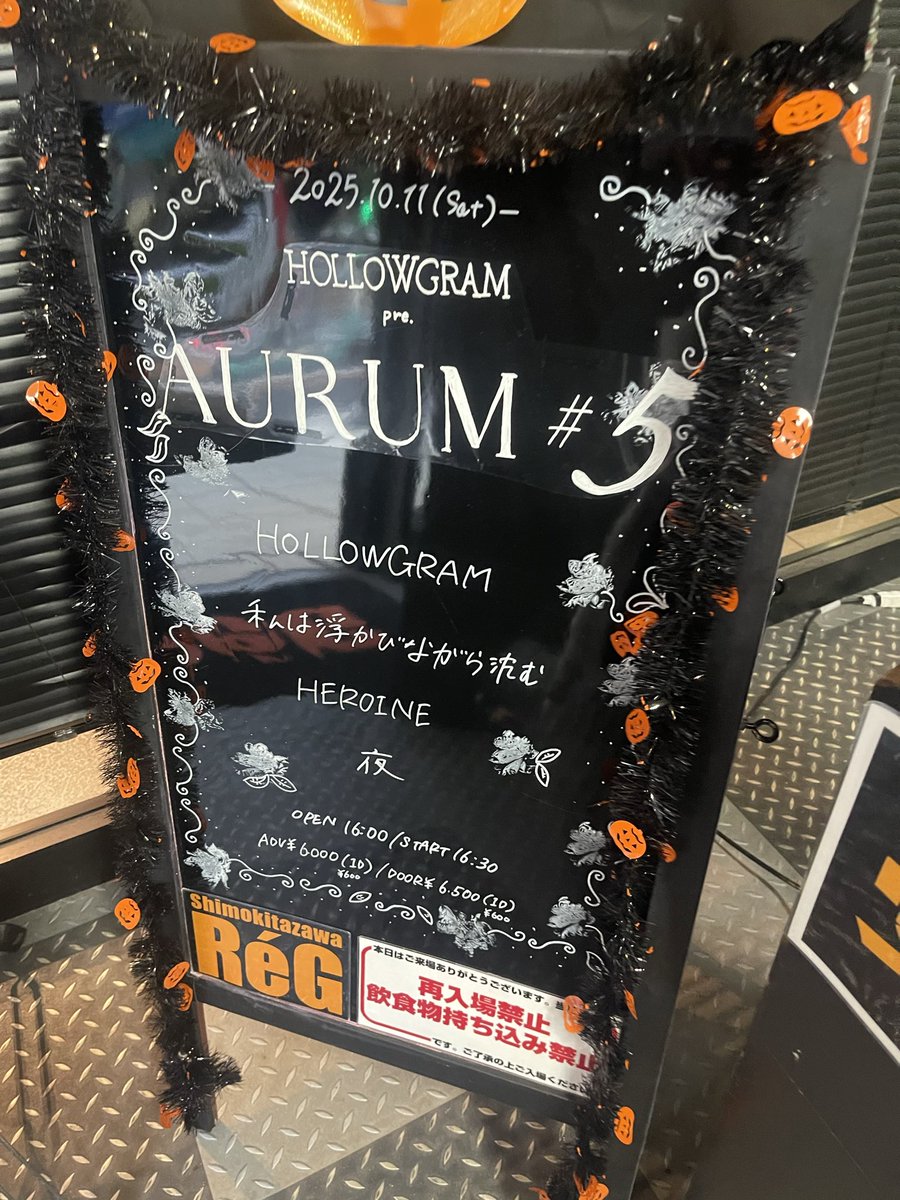 2025.10.11(Sat)-
HOLLOWGRAM
pre.
AURUM #5
HOLLOWGRAM
私は浮かびながら沈む
HEROINE
夜
OPEN 16:00/START 16:30
ADV¥6000(1D)/DOOR¥6.500(1D)
¥600 ¥600
Shimokitazawa
RéG
本日はご来場ありがとうございます。
再入場禁止
飲食物持ち込み禁止
です。ご了承の上ご入場ください